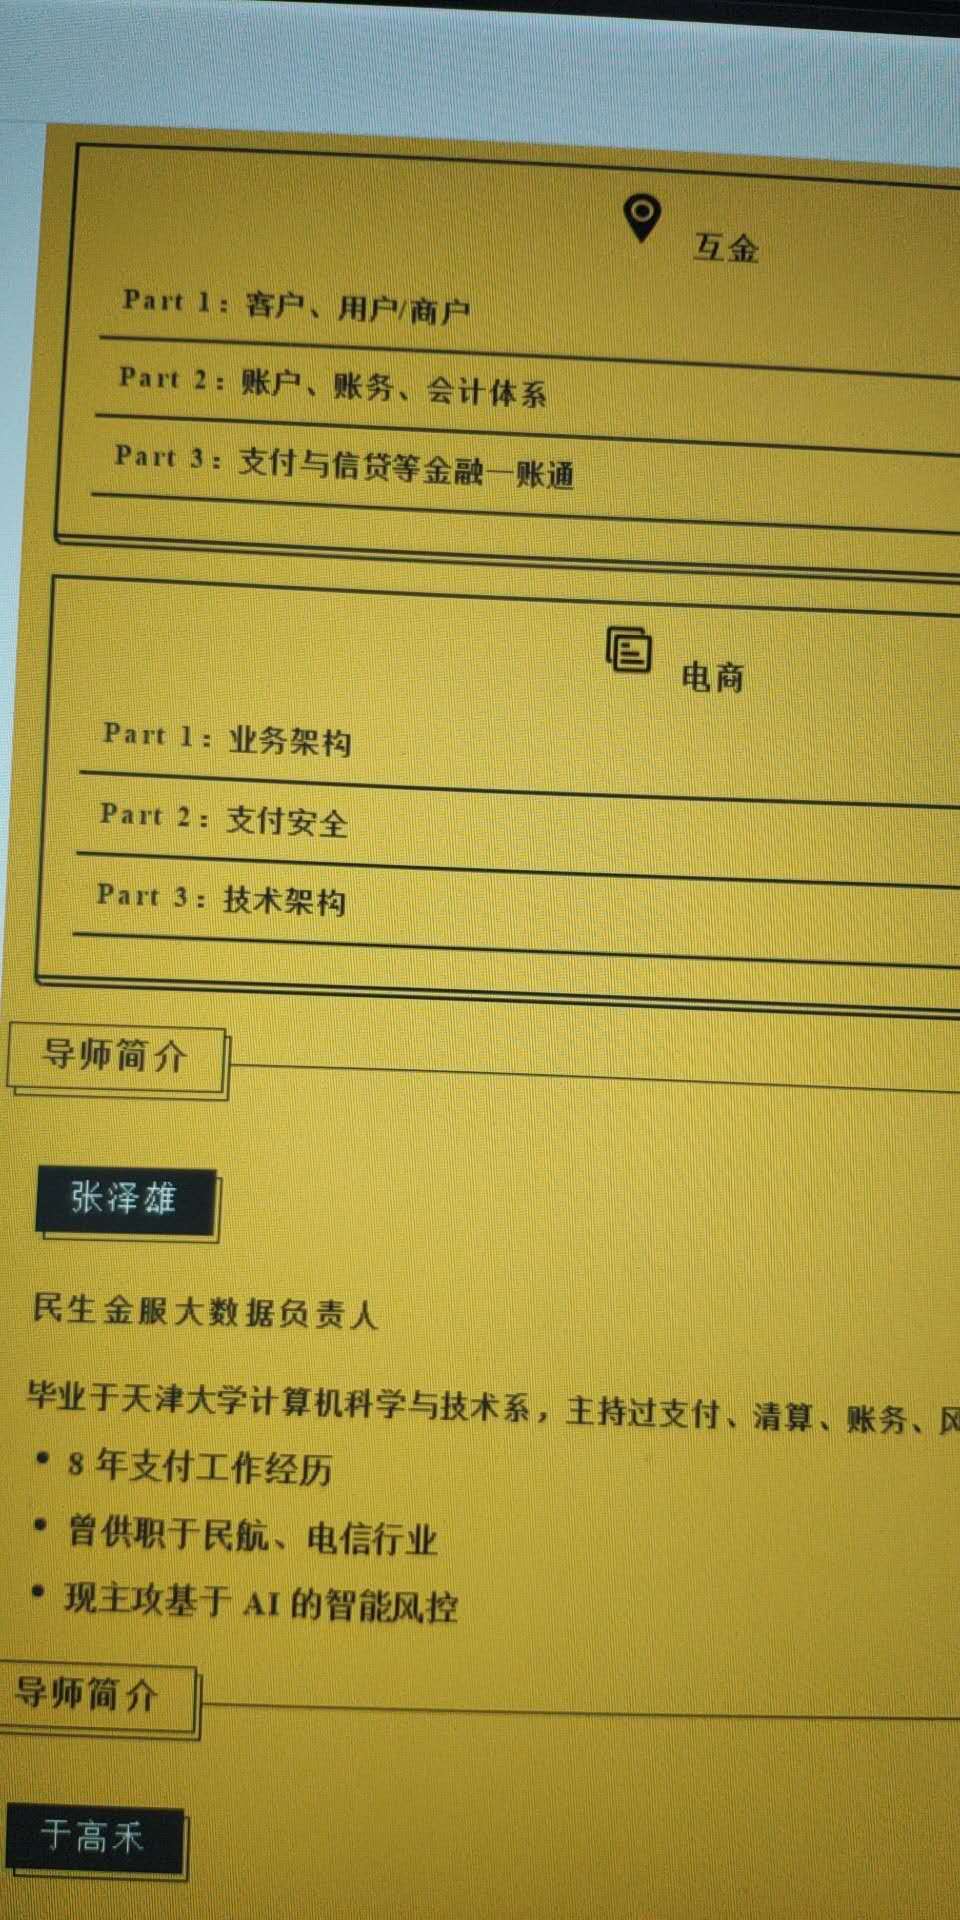 互金
Part 1：客户、用户/商户
Part 2：账户、账务、会计体系
Part 3：支付与信贷等金融一账通
电商
Part 1：业务架构
Part 2：支付安全
Part 3：技术架构
导师简介
张泽雄
民生金服大数据负责人
毕业于天津大学计算机科学与技术系，主持过支付、清算、账务、风
• 8 年支付工作经历
• 曾供职于民航、电信行业
• 现主攻基于 AI 的智能风控
导师简介
于高禾